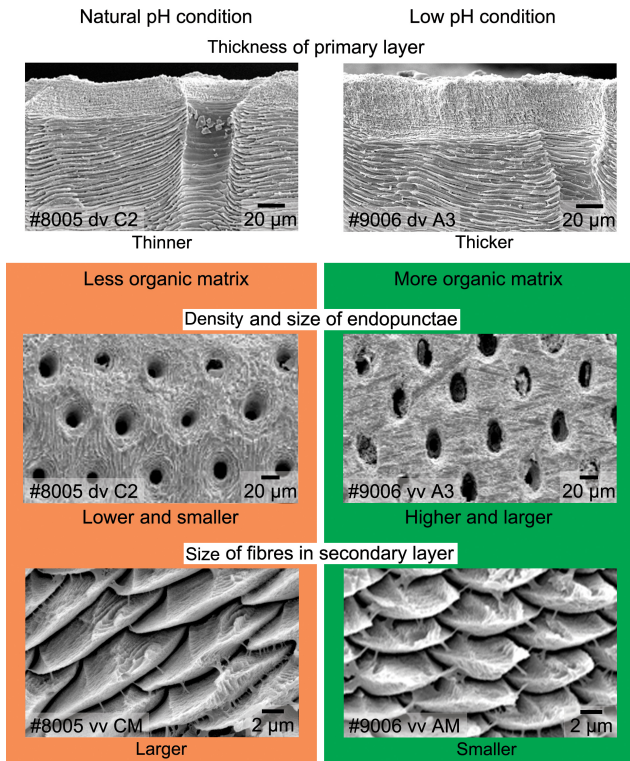 Natural pH condition
Low pH condition
Thickness of primary layer
#8005 dv C2
20 µm
#9006 dv A3
20 µm
Thinner
Thicker
Less organic matrix
More organic matrix
Density and size of endopunctae
#8005 dv C2
20 µm
#9006 vv A3
20 µm
Lower and smaller
Higher and larger
Size of fibres in secondary layer
#8005 vv CM
2 µm
#9006 vv AM
2 µm
Larger
Smaller